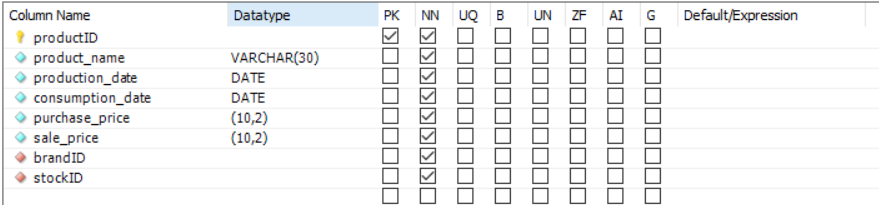 Column Name Datatype PK NN UQ B UN ZF AI G Default/Expression
productID
product_name VARCHAR(30)
production_date DATE
consumption_date DATE
purchase_price (10,2)
sale_price (10,2)
brandID
stockID